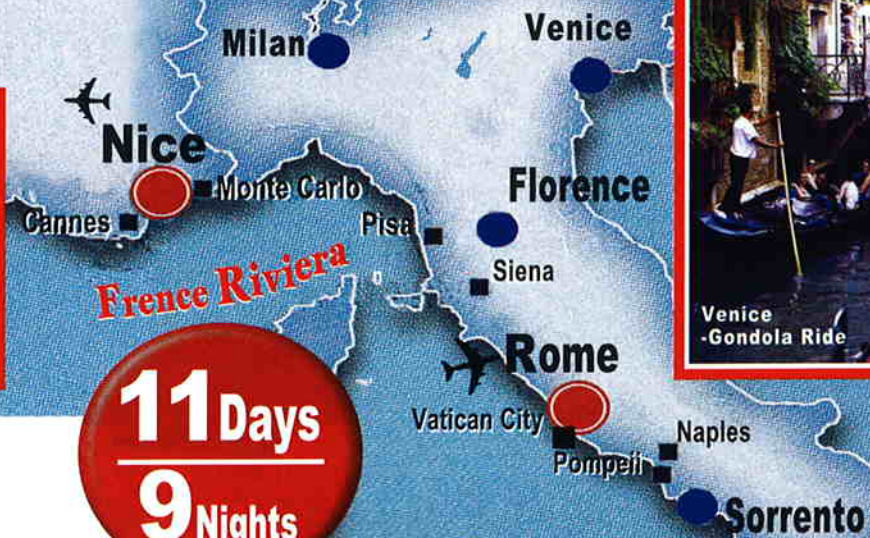 Milan
Venice
Nice
Monte Carlo
Cannes
Florence
Pisa
Siena
Frence Riviera
Rome
Vatican City
Naples
Pompeii
Sorrento
11 Days
9 Nights
Venice
-Gondola Ride